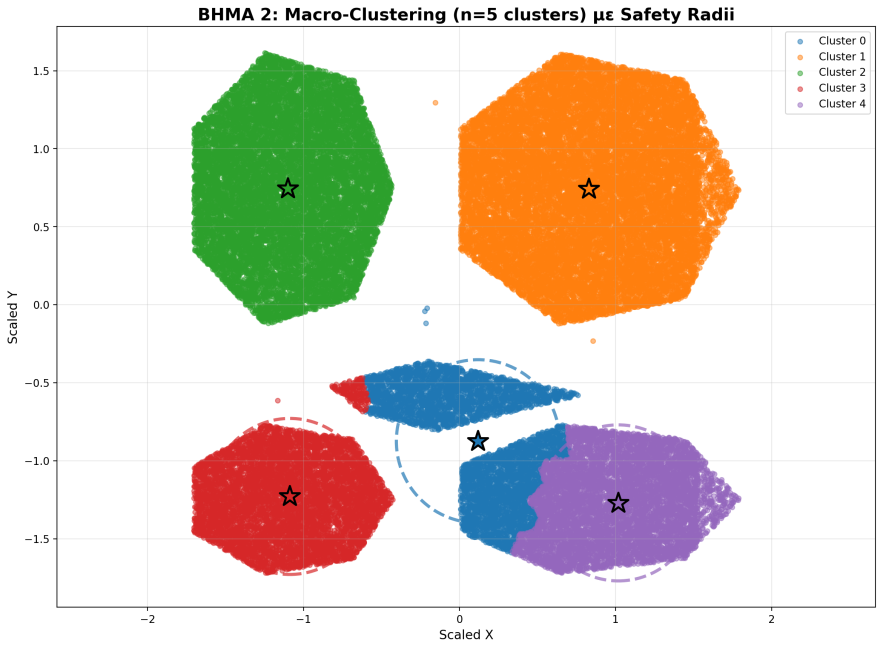 BHMA 2: Macro-Clustering (n=5 clusters) με Safety Radii
Cluster 0
Cluster 1
Cluster 2
Cluster 3
Cluster 4
1.5
1.0
0.5
0.0
−0.5
−1.0
−1.5
Scaled Y
−2
−1
0
1
2
Scaled X